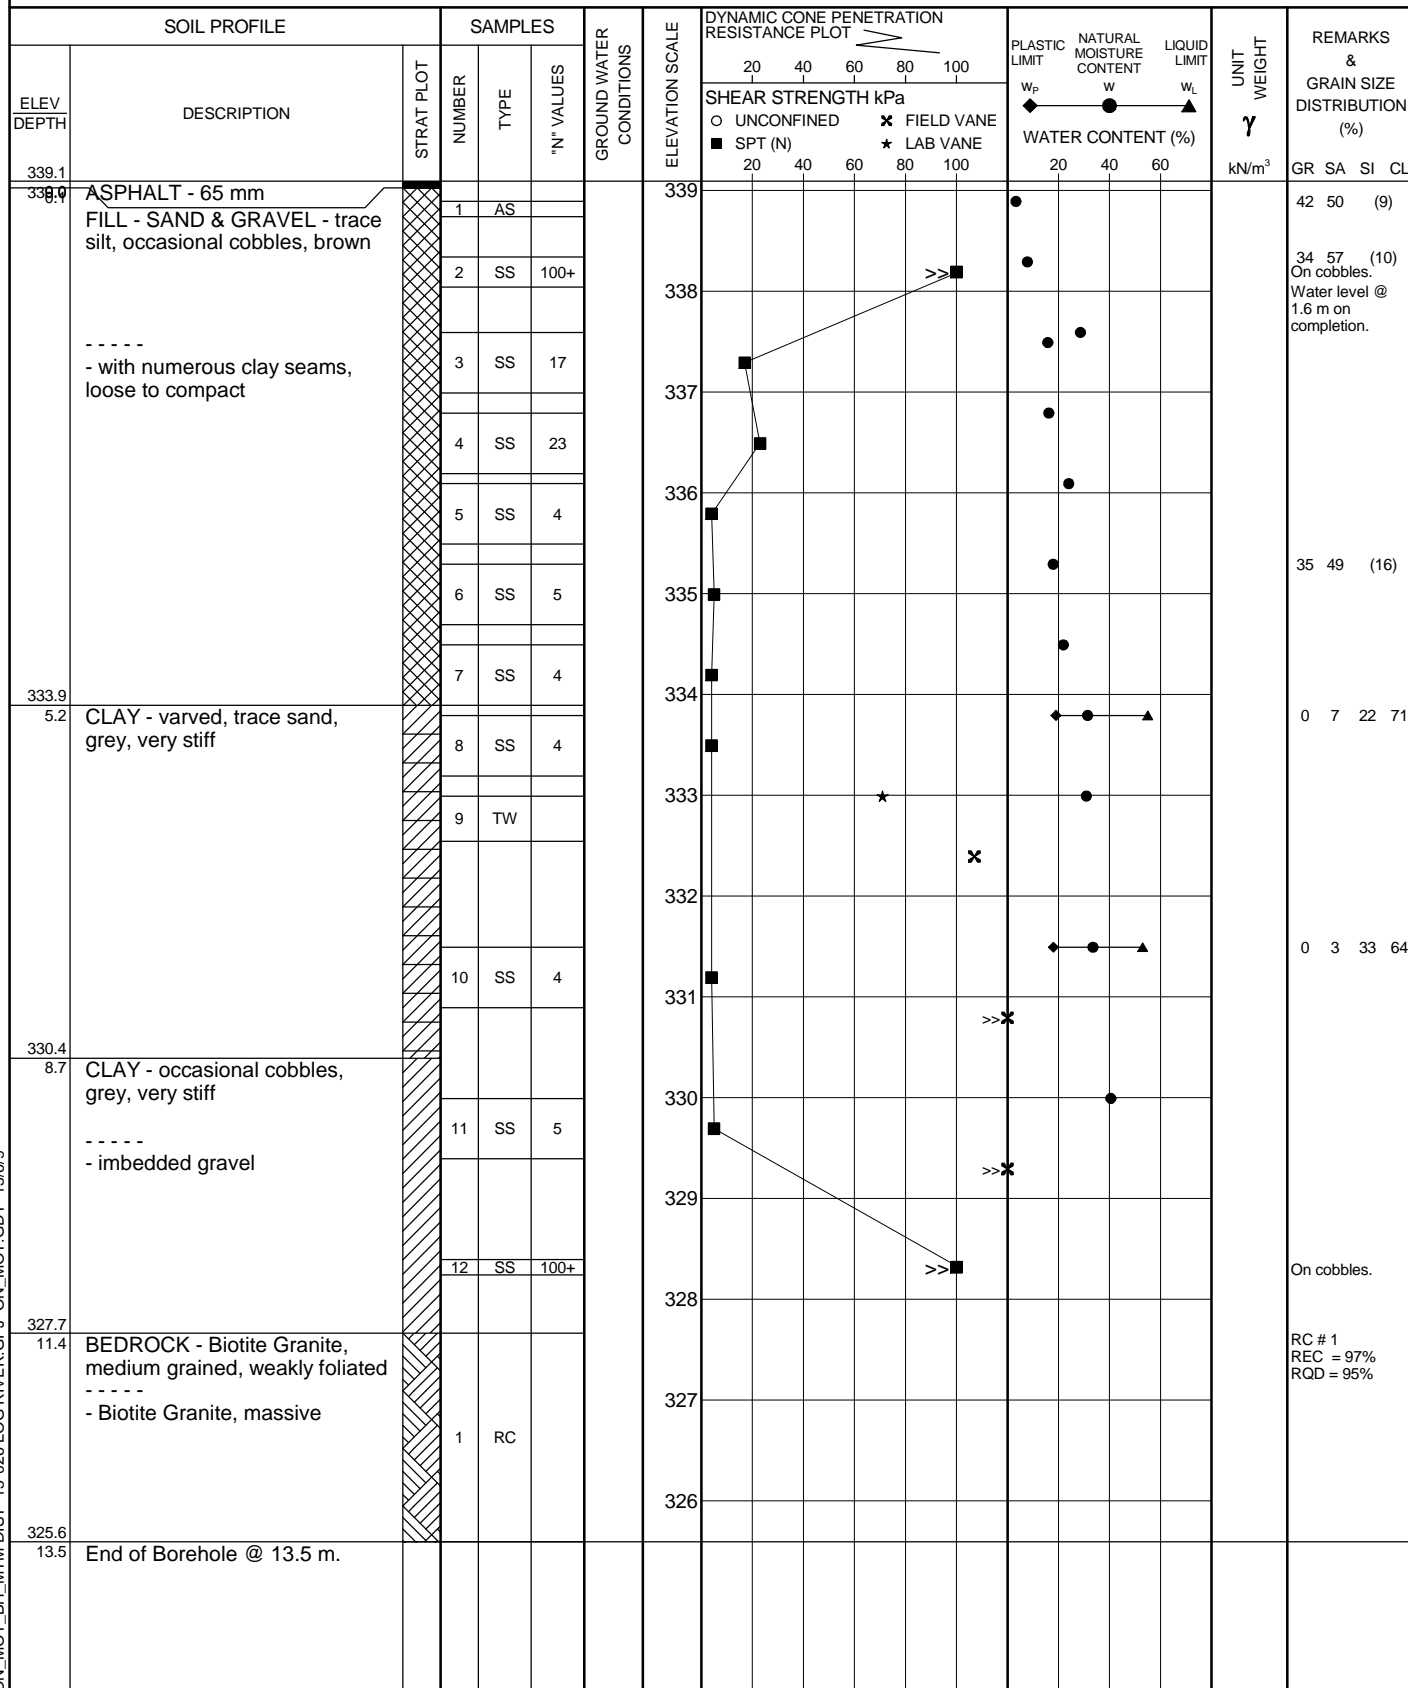 SOIL PROFILE
SAMPLES
GROUND WATER
CONDITIONS
ELEVATION SCALE
DYNAMIC CONE PENETRATION
RESISTANCE PLOT
20 40 60 80 100
SHEAR STRENGTH kPa
○ UNCONFINED ✖ FIELD VANE
■ SPT (N) ★ LAB VANE
20 40 60 80 100
PLASTIC
LIMIT
NATURAL
MOISTURE
CONTENT
LIQUID
LIMIT
WP W WL
WATER CONTENT (%)
20 40 60
UNIT
WEIGHT
γ
kN/m³
REMARKS
&
GRAIN SIZE
DISTRIBUTION
(%)
GR SA SI CL
ELEV
DEPTH
DESCRIPTION
STRAT PLOT
NUMBER
TYPE
"N" VALUES
339.1
339.0
0.1
ASPHALT - 65 mm
FILL - SAND & GRAVEL - trace
silt, occasional cobbles, brown
- - - - -
- with numerous clay seams,
loose to compact
333.9
5.2
CLAY - varved, trace sand,
grey, very stiff
330.4
8.7
CLAY - occasional cobbles,
grey, very stiff
- - - - -
- imbedded gravel
327.7
11.4
BEDROCK - Biotite Granite,
medium grained, weakly foliated
- - - - -
- Biotite Granite, massive
325.6
13.5
End of Borehole @ 13.5 m.
1 AS
2 SS 100+
3 SS 17
4 SS 23
5 SS 4
6 SS 5
7 SS 4
8 SS 4
9 TW
10 SS 4
11 SS 5
12 SS 100+
1 RC
339
338
337
336
335
334
333
332
331
330
329
328
327
326
>>
>>
>>
>>
42 50 (9)
34 57 (10)
On cobbles.
Water level @
1.6 m on
completion.
35 49 (16)
0 7 22 71
0 3 33 64
On cobbles.
RC # 1
REC = 97%
RQD = 95%